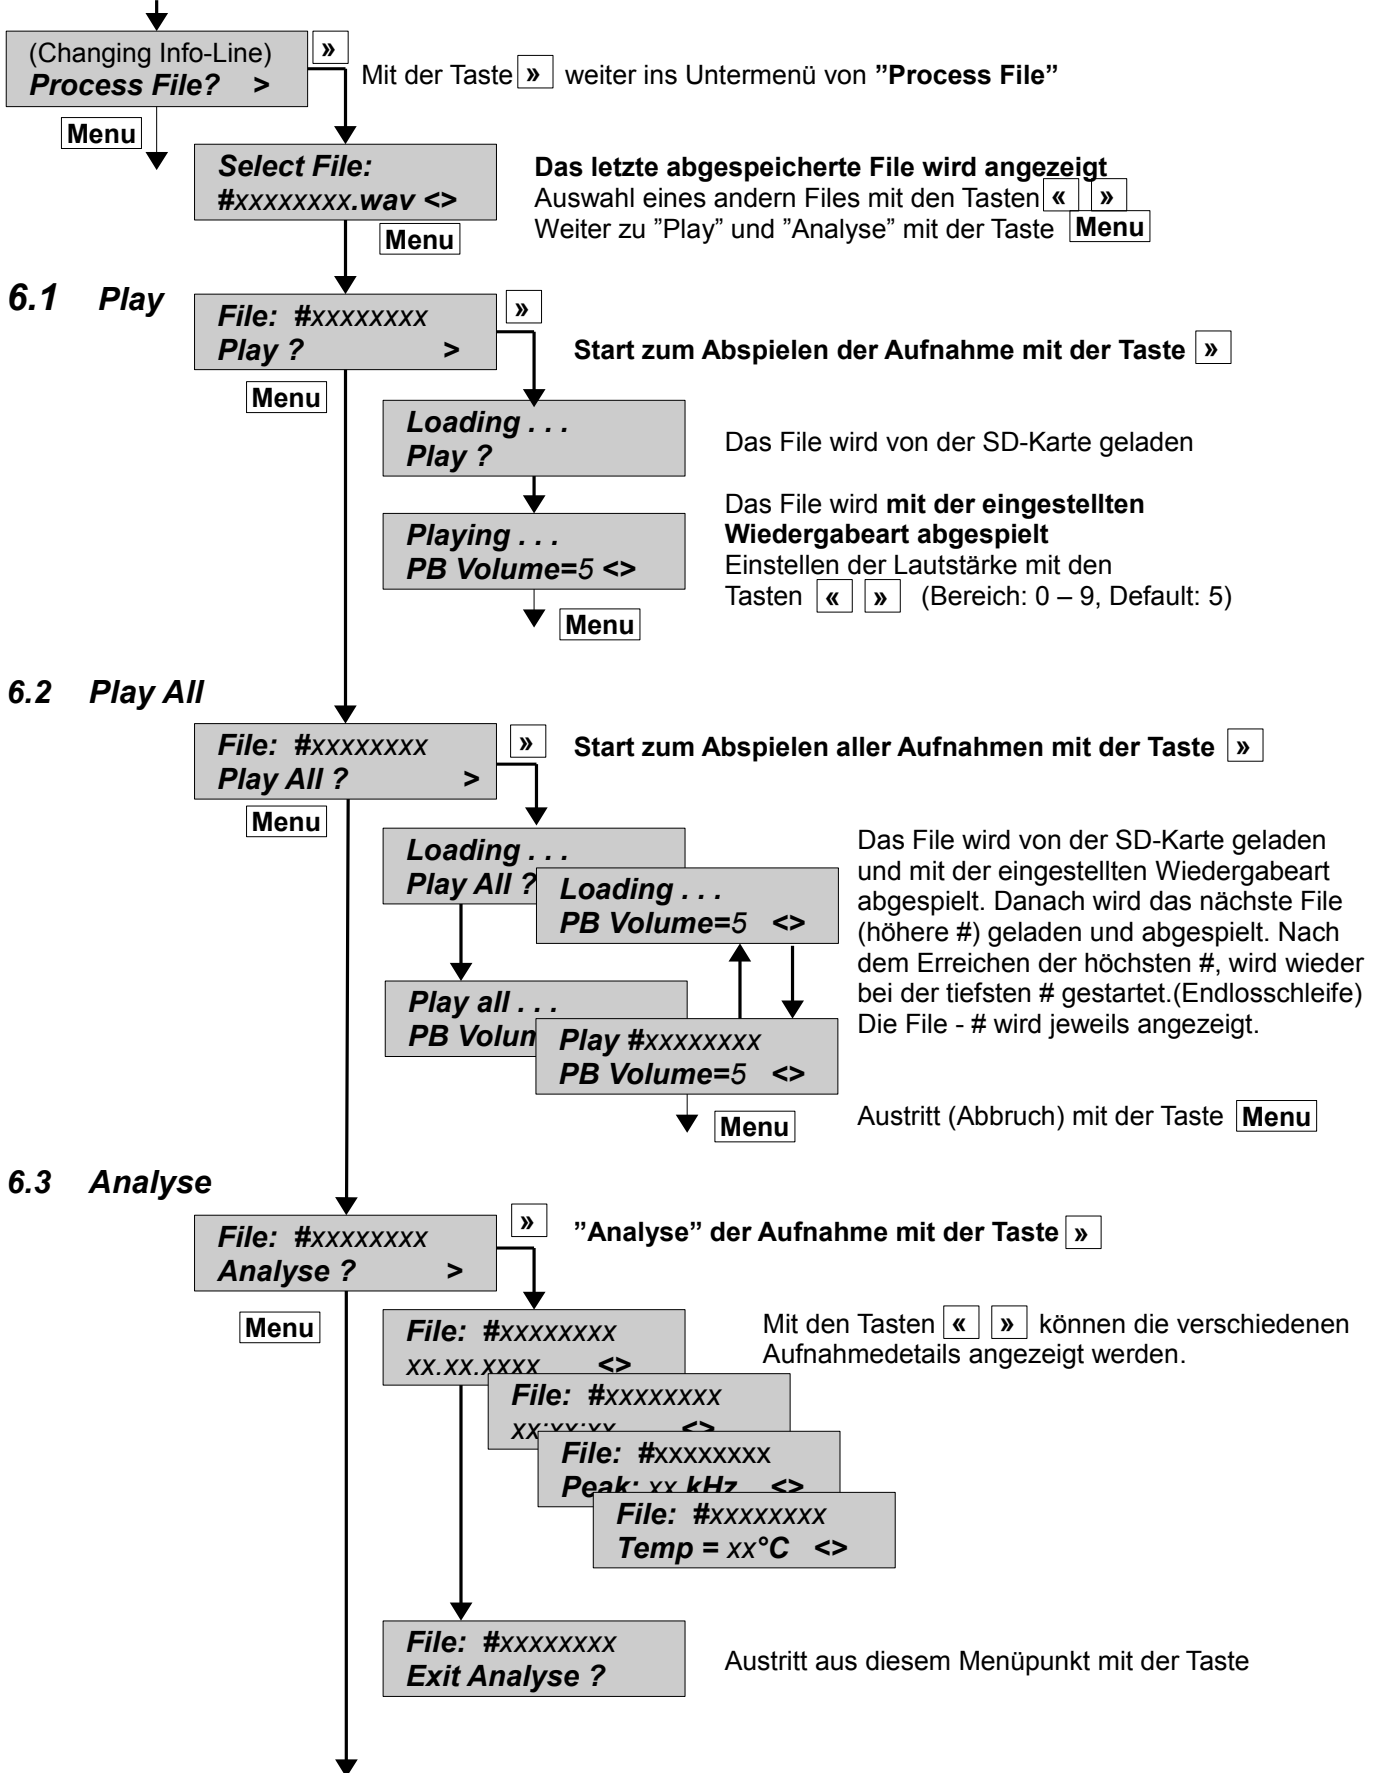 (Changing Info-Line)
Process File? >
»
Mit der Taste » weiter ins Untermenü von ”Process File”
Menu
Select File:
#xxxxxxxx.wav <>
Das letzte abgespeicherte File wird angezeigt
Auswahl eines andern Files mit den Tasten « »
Weiter zu ”Play” und ”Analyse” mit der Taste Menu
Menu
6.1 Play
File: #xxxxxxxx
Play ? >
»
Start zum Abspielen der Aufnahme mit der Taste »
Menu
Loading . . .
Play ?
Das File wird von der SD-Karte geladen
Playing . . .
PB Volume=5 <>
Das File wird mit der eingestellten
Wiedergabeart abgespielt
Einstellen der Lautstärke mit den
Tasten « » (Bereich: 0 – 9, Default: 5)
Menu
6.2 Play All
File: #xxxxxxxx
Play All ? >
»
Start zum Abspielen aller Aufnahmen mit der Taste »
Menu
Loading . . .
Play All ?
Loading . . .
PB Volume=5 <>
Play all . . .
PB Volum
Play #xxxxxxxx
PB Volume=5 <>
Das File wird von der SD-Karte geladen
und mit der eingestellten Wiedergabeart
abgespielt. Danach wird das nächste File
(höhere #) geladen und abgespielt. Nach
dem Erreichen der höchsten #, wird wieder
bei der tiefsten # gestartet.(Endlosschleife)
Die File - # wird jeweils angezeigt.
Menu
Austritt (Abbruch) mit der Taste Menu
6.3 Analyse
File: #xxxxxxxx
Analyse ? >
»
”Analyse” der Aufnahme mit der Taste »
Menu
File: #xxxxxxxx
xx.xx.xxxx <>
Mit den Tasten « » können die verschiedenen
Aufnahmedetails angezeigt werden.
File: #xxxxxxxx
xx:xx:xx <>
File: #xxxxxxxx
Peak: xx kHz <>
File: #xxxxxxxx
Temp = xx°C <>
File: #xxxxxxxx
Exit Analyse ?
Austritt aus diesem Menüpunkt mit der Taste